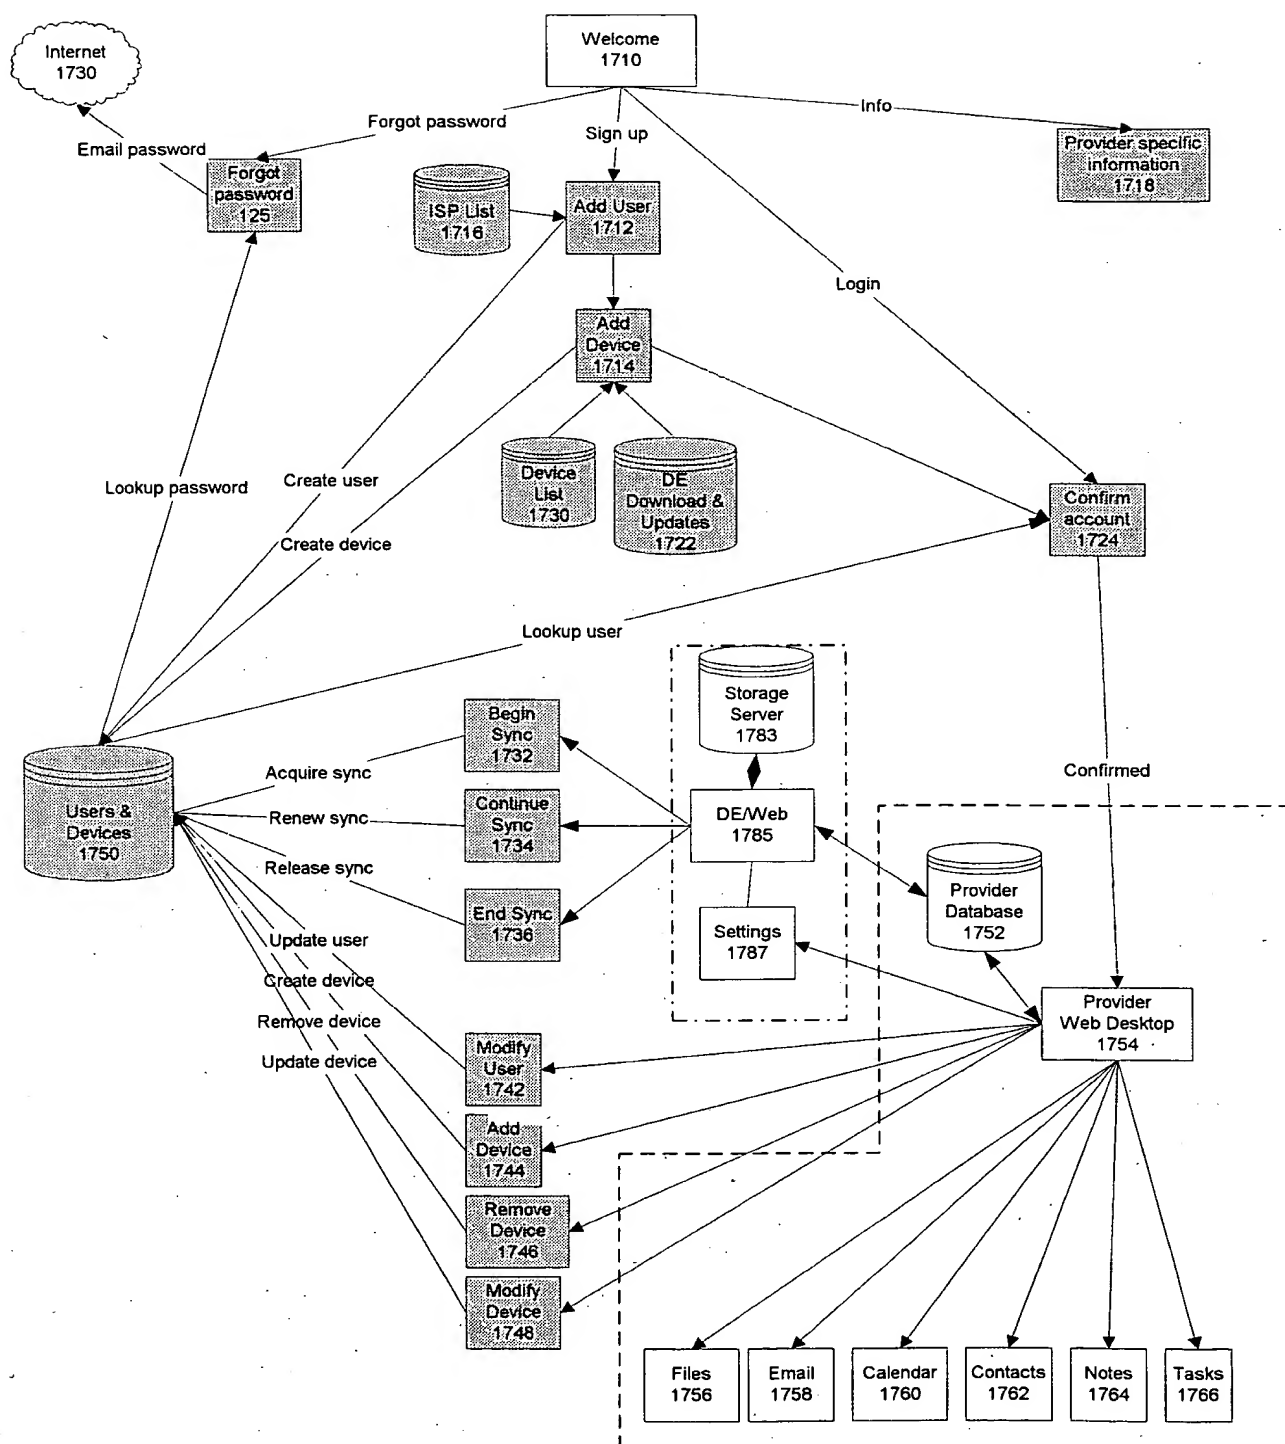 Internet
1730
Welcome
1710
Info
Forgot password
Sign up
Email password
Forgot
password
125
ISP List
1716
Add User
1712
Provider specific
information
1718
Login
Add
Device
1714
Device
List
1730
DE
Download &
Updates
1722
Lookup password
Create user
Create device
Confirm
account
1724
Lookup user
Storage
Server
1783
Begin
Sync
1732
Acquire sync
Confirmed
Users &
Devices
1750
Renew sync
Continue
Sync
1734
DE/Web
1785
Release sync
Provider
Database
1752
End Sync
1736
Settings
1787
Update user
Create device
Remove device
Update device
Provider
Web Desktop
1754
Modify
User
1742
Add
Device
1744
Remove
Device
1746
Modify
Device
1748
Files
1756
Email
1758
Calendar
1760
Contacts
1762
Notes
1764
Tasks
1766